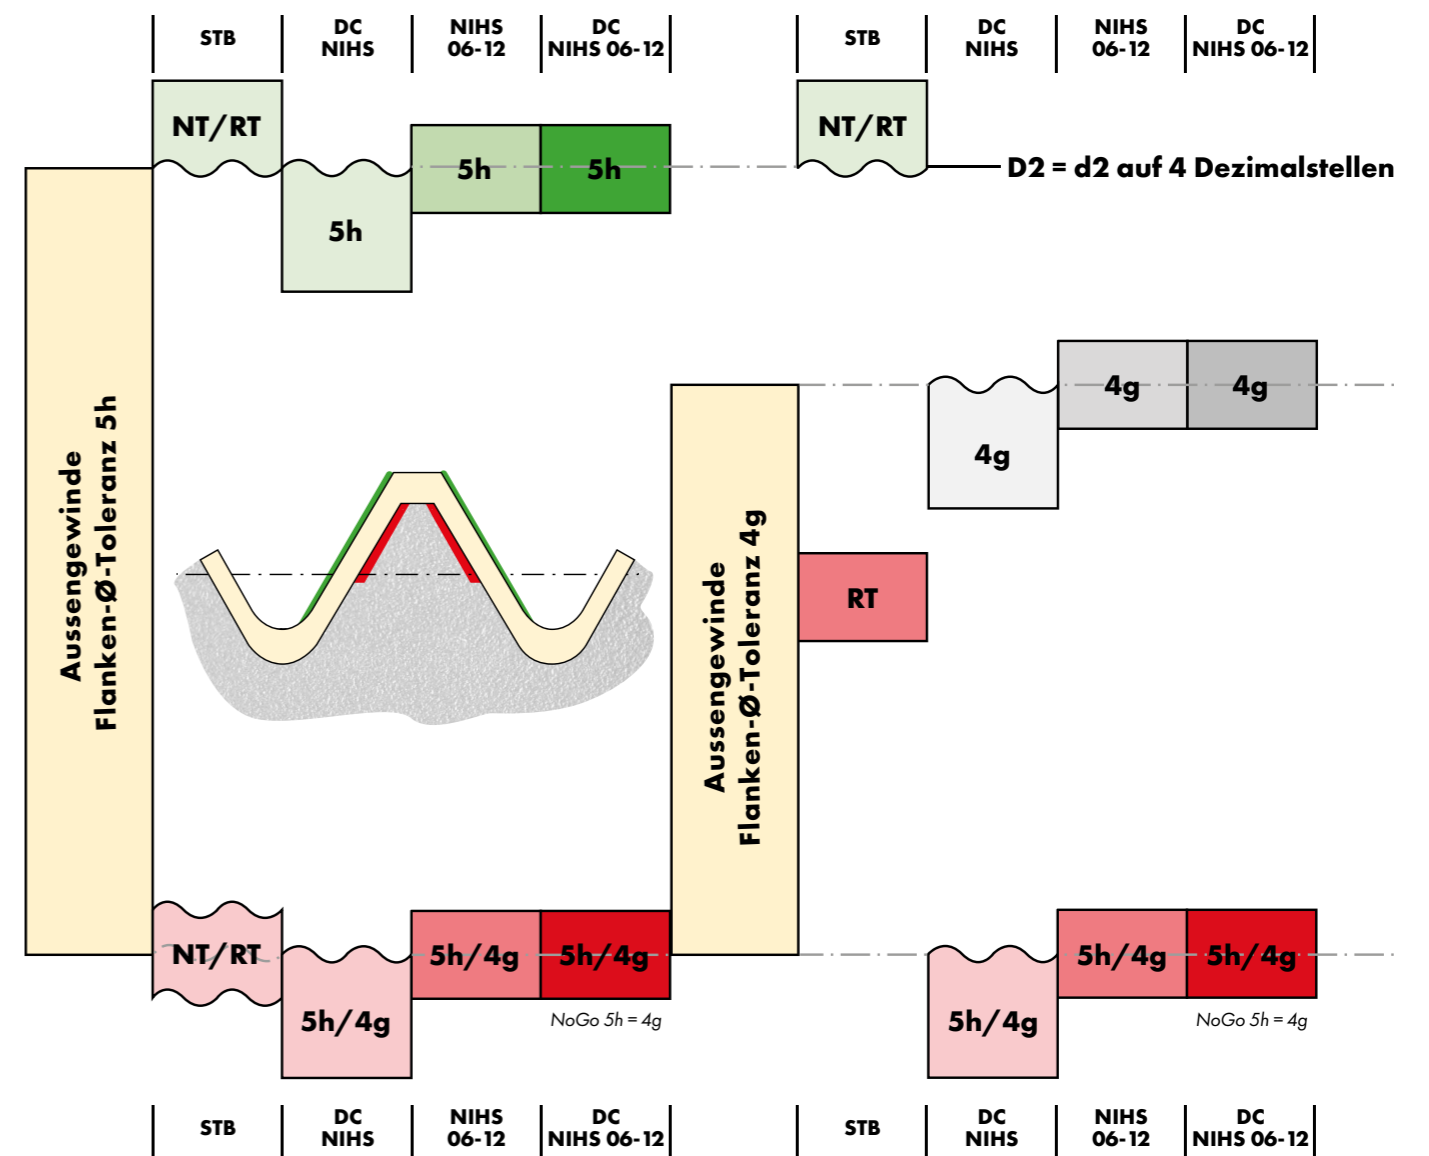 STB
DC
NIHS
NIHS
06-12
DC
NIHS 06-12
STB
DC
NIHS
NIHS
06-12
DC
NIHS 06-12
NT/RT
5h
5h
5h
NT/RT
D2 = d2 auf 4 Dezimalstellen
Aussengewinde
Flanken-Ø-Toleranz 5h
Aussengewinde
Flanken-Ø-Toleranz 4g
4g
4g
4g
RT
NT/RT
5h/4g
5h/4g
5h/4g
NoGo 5h = 4g
5h/4g
5h/4g
5h/4g
NoGo 5h = 4g
STB
DC
NIHS
NIHS
06-12
DC
NIHS 06-12
STB
DC
NIHS
NIHS
06-12
DC
NIHS 06-12